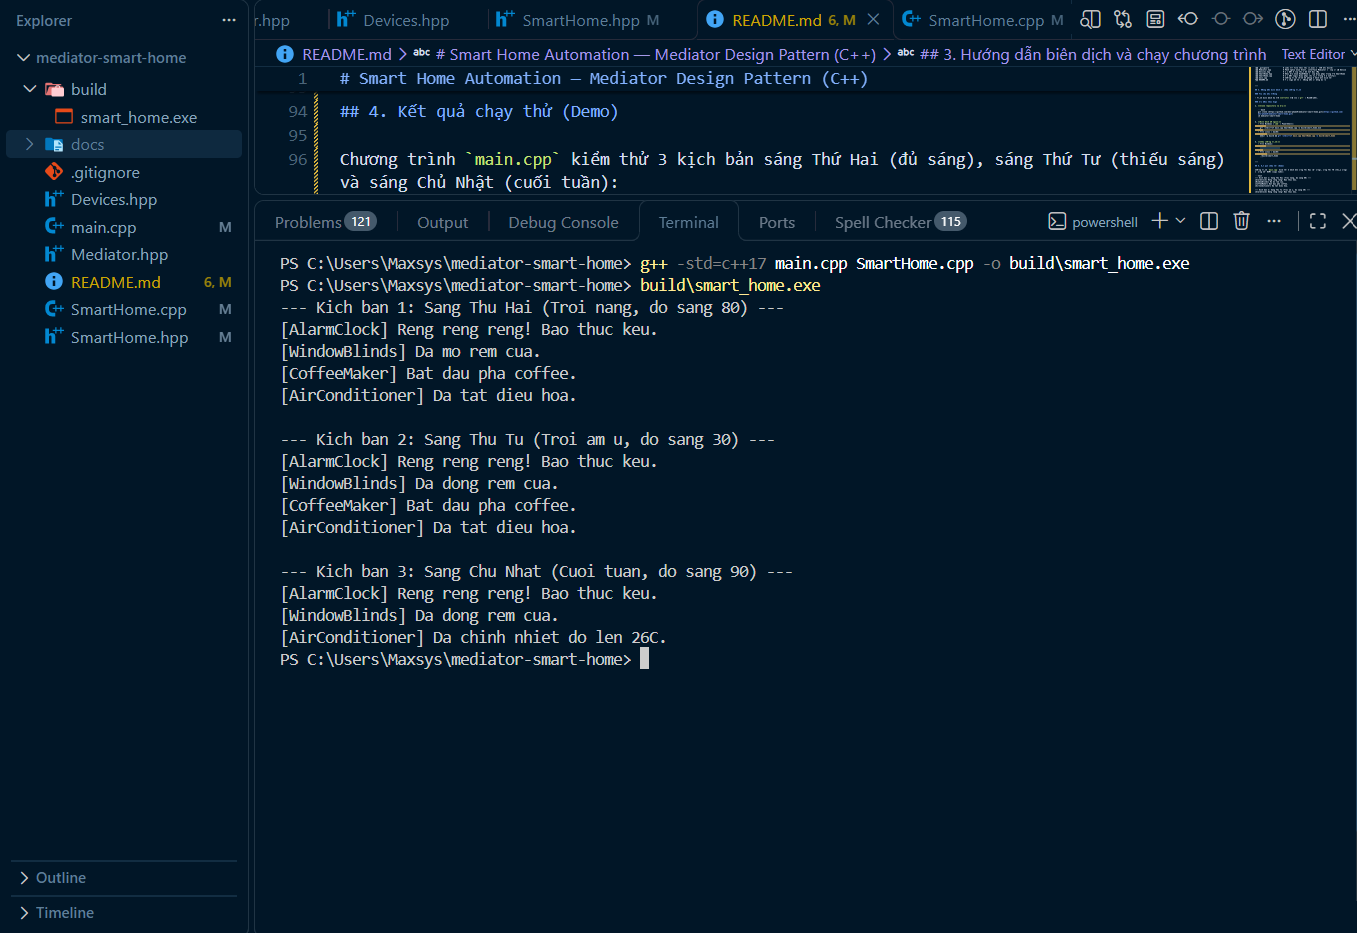 Explorer
r.hpp
Devices.hpp
SmartHome.hpp M
README.md 6, M
SmartHome.cpp M
mediator-smart-home
build
smart_home.exe
docs
.gitignore
Devices.hpp
main.cpp M
Mediator.hpp
README.md 6, M
SmartHome.cpp M
SmartHome.hpp M
Outline
Timeline
README.md > abc # Smart Home Automation — Mediator Design Pattern (C++) > abc ## 3. Hướng dẫn biên dịch và chạy chương trình
Text Editor
1 # Smart Home Automation — Mediator Design Pattern (C++)
94 ## 4. Kết quả chạy thử (Demo)
95
96 Chương trình `main.cpp` kiểm thử 3 kịch bản sáng Thứ Hai (đủ sáng), sáng Thứ Tư (thiếu sáng)
và sáng Chủ Nhật (cuối tuần):
Problems 121 Output Debug Console Terminal Ports Spell Checker 115
powershell
PS C:\Users\Maxsys\mediator-smart-home> g++ -std=c++17 main.cpp SmartHome.cpp -o build\smart_home.exe
PS C:\Users\Maxsys\mediator-smart-home> build\smart_home.exe
--- Kich ban 1: Sang Thu Hai (Troi nang, do sang 80) ---
[AlarmClock] Reng reng reng! Bao thuc keu.
[WindowBlinds] Da mo rem cua.
[CoffeeMaker] Bat dau pha coffee.
[AirConditioner] Da tat dieu hoa.
--- Kich ban 2: Sang Thu Tu (Troi am u, do sang 30) ---
[AlarmClock] Reng reng reng! Bao thuc keu.
[WindowBlinds] Da dong rem cua.
[CoffeeMaker] Bat dau pha coffee.
[AirConditioner] Da tat dieu hoa.
--- Kich ban 3: Sang Chu Nhat (Cuoi tuan, do sang 90) ---
[AlarmClock] Reng reng reng! Bao thuc keu.
[WindowBlinds] Da dong rem cua.
[AirConditioner] Da chinh nhiet do len 26C.
PS C:\Users\Maxsys\mediator-smart-home>